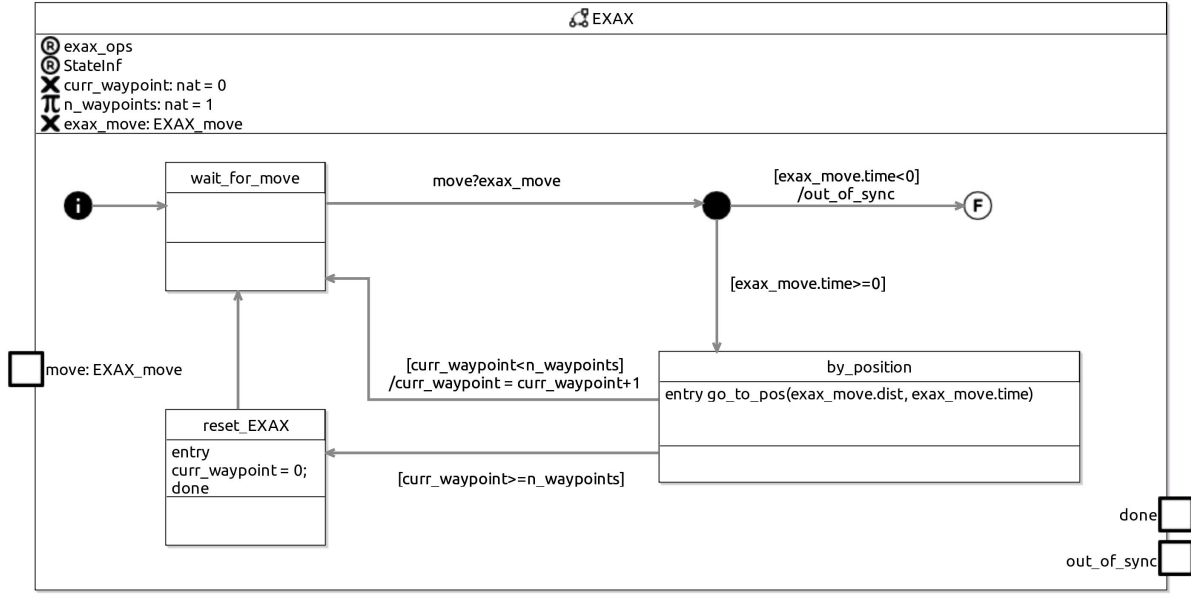 EXAX
R exax_ops
R StateInf
X curr_waypoint: nat = 0
π n_waypoints: nat = 1
X exax_move: EXAX_move
i
wait_for_move
move?exax_move
[exax_move.time<0]
/out_of_sync
F
[exax_move.time>=0]
move: EXAX_move
[curr_waypoint<n_waypoints]
/curr_waypoint = curr_waypoint+1
by_position
entry go_to_pos(exax_move.dist, exax_move.time)
reset_EXAX
entry
curr_waypoint = 0;
done
[curr_waypoint>=n_waypoints]
done
out_of_sync